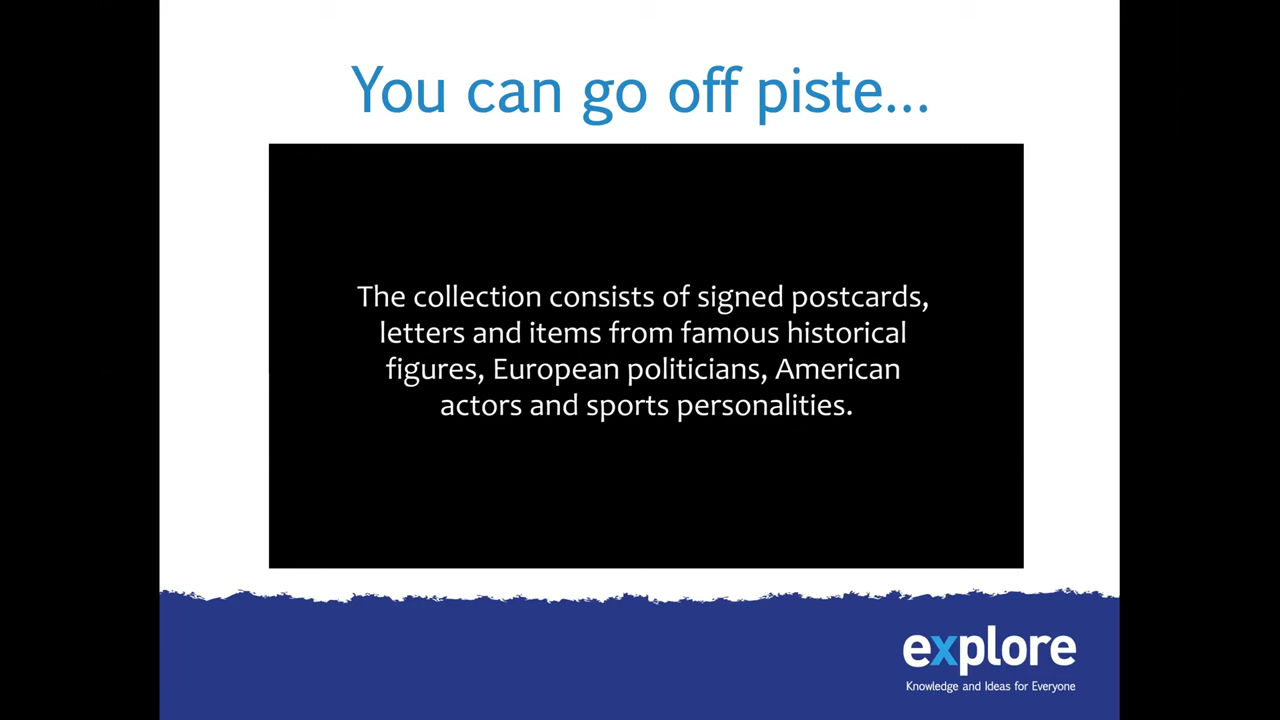 You can go off piste...
The collection consists of signed postcards,
letters and items from famous historical
figures, European politicians, American
actors and sports personalities.
explore
Knowledge and Ideas for Everyone